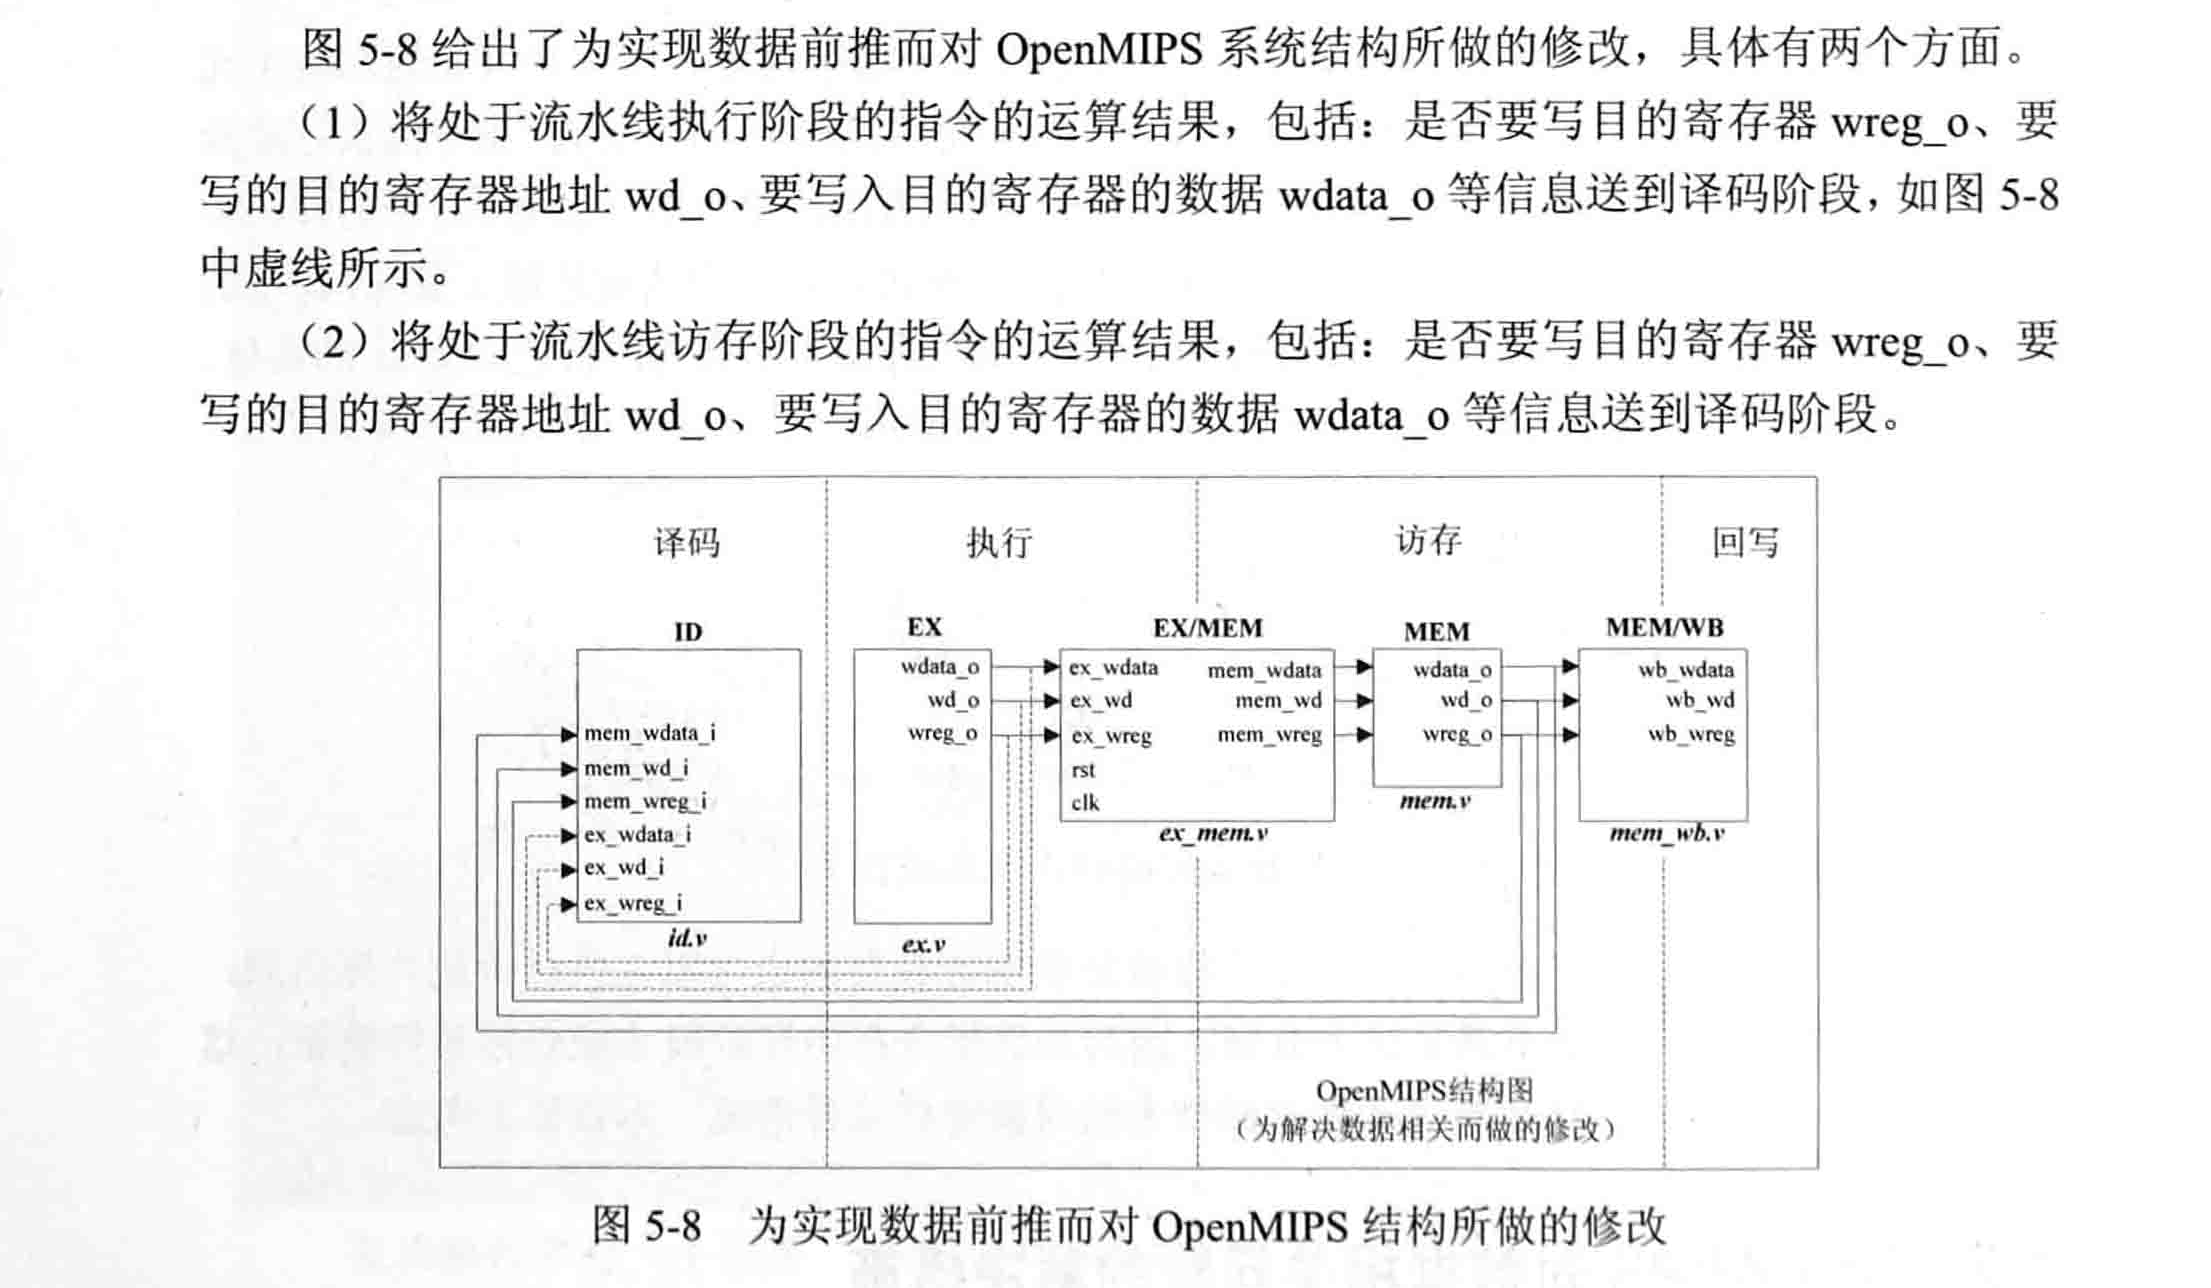 图 5-8 给出了为实现数据前推而对 OpenMIPS 系统结构所做的修改，具体有两个方面。
（1）将处于流水线执行阶段的指令的运算结果，包括：是否要写目的寄存器 wreg_o、要
写的目的寄存器地址 wd_o、要写入目的寄存器的数据 wdata_o 等信息送到译码阶段，如图 5-8
中虚线所示。
（2）将处于流水线访存阶段的指令的运算结果，包括：是否要写目的寄存器 wreg_o、要
写的目的寄存器地址 wd_o、要写入目的寄存器的数据 wdata_o 等信息送到译码阶段。
译码 执行 访存 回写
ID
mem_wdata_i
mem_wd_i
mem_wreg_i
ex_wdata_i
ex_wd_i
ex_wreg_i
id.v
EX
wdata_o
wd_o
wreg_o
ex.v
EX/MEM
ex_wdata mem_wdata
ex_wd mem_wd
ex_wreg mem_wreg
rst
clk
ex_mem.v
MEM
wdata_o
wd_o
wreg_o
mem.v
MEM/WB
wb_wdata
wb_wd
wb_wreg
mem_wb.v
OpenMIPS结构图
（为解决数据相关而做的修改）
图 5-8 为实现数据前推而对 OpenMIPS 结构所做的修改